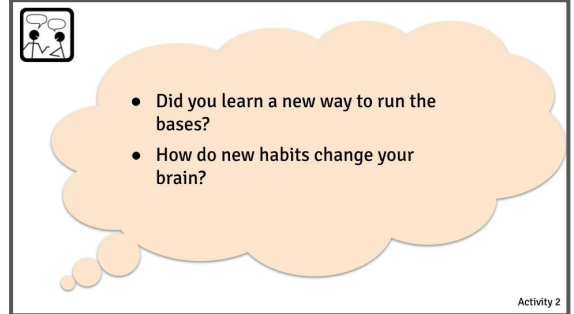 ● Did you learn a new way to run the
bases?
● How do new habits change your
brain?
Activity 2